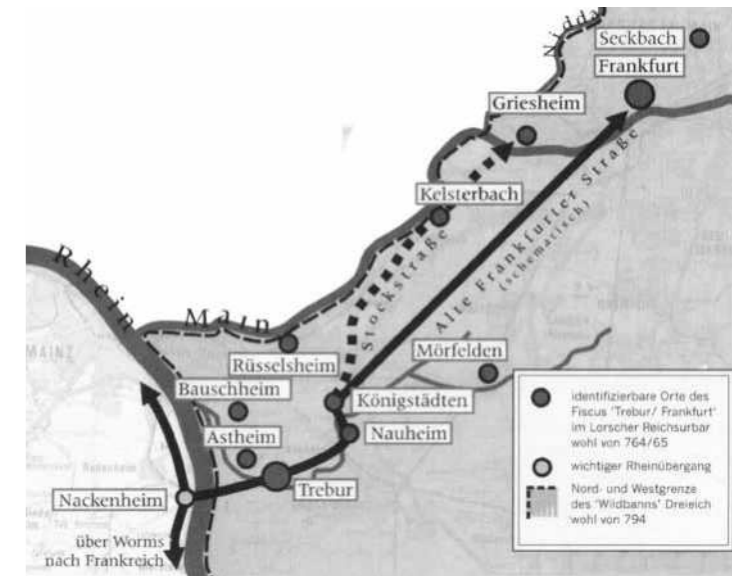 Nidda
Seckbach
Frankfurt
Griesheim
Kelsterbach
Stockstraße
Alte Frankfurter Straße
(schematisch)
Rhein
Main
MAINZ
Rüsselsheim
Mörfelden
Bauschheim
Königstädten
Astheim
Nauheim
Trebur
Nackenheim
über Worms
nach Frankreich
identifizierbare Orte des
Fiscus 'Trebur/ Frankfurt'
im Lorscher Reichsurbar
wohl von 764/65
wichtiger Rheinübergang
Nord- und Westgrenze
des 'Wildbanns' Dreieich
wohl von 794